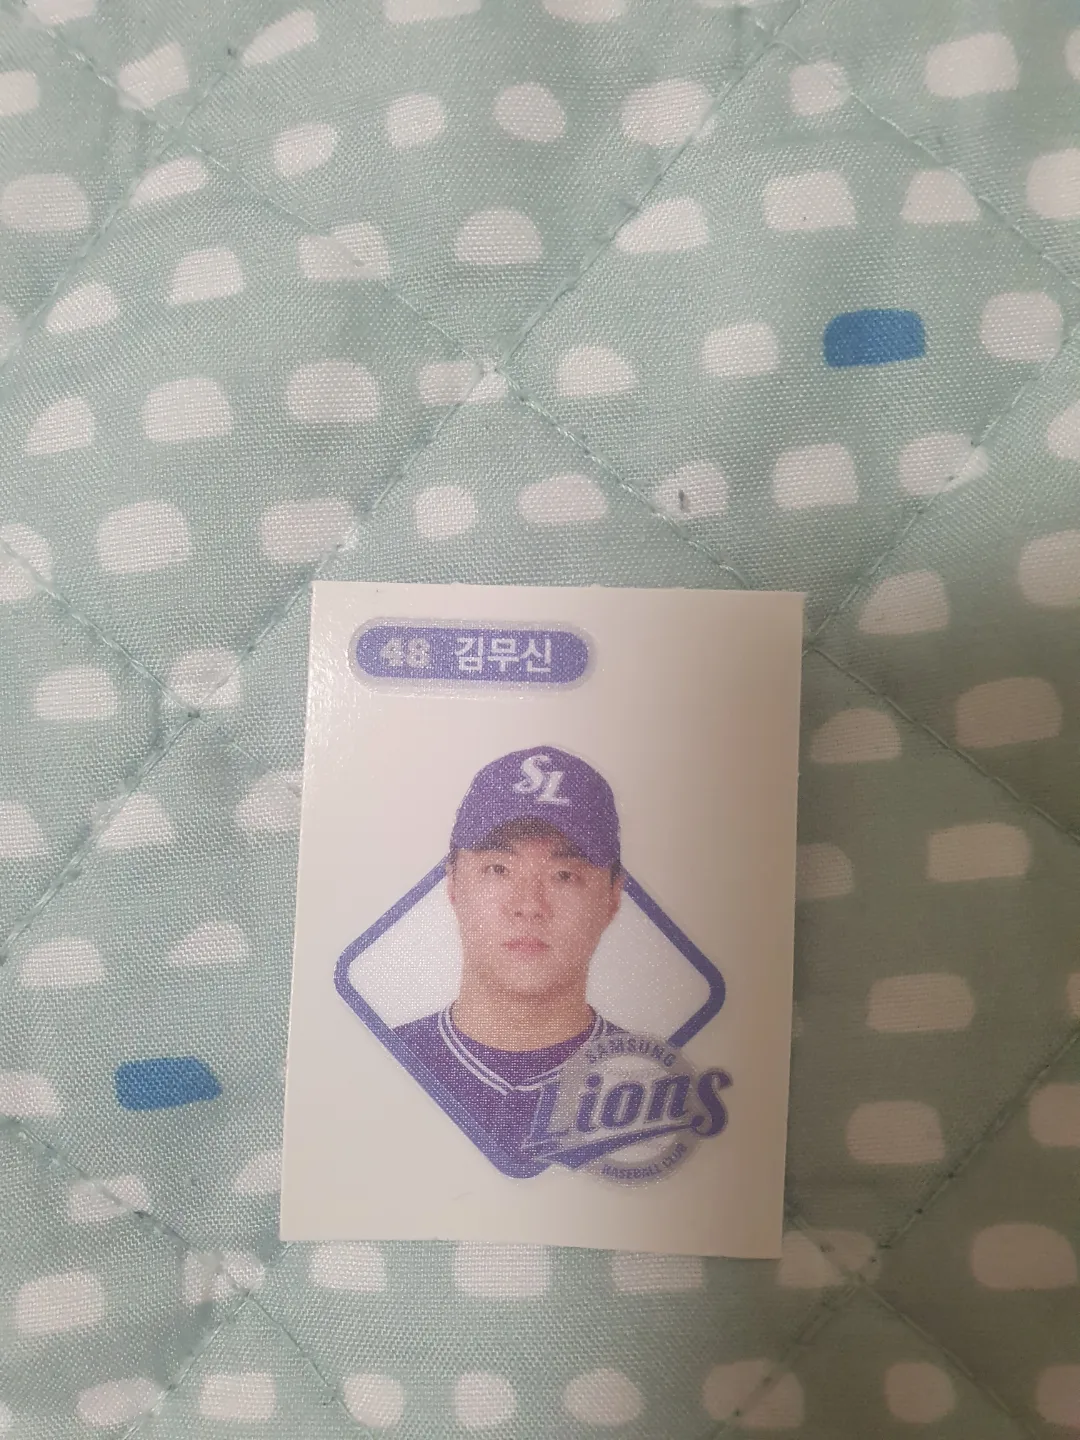 48 김무신
SL
SAMSUNG
Lions
BASEBALL CLUB